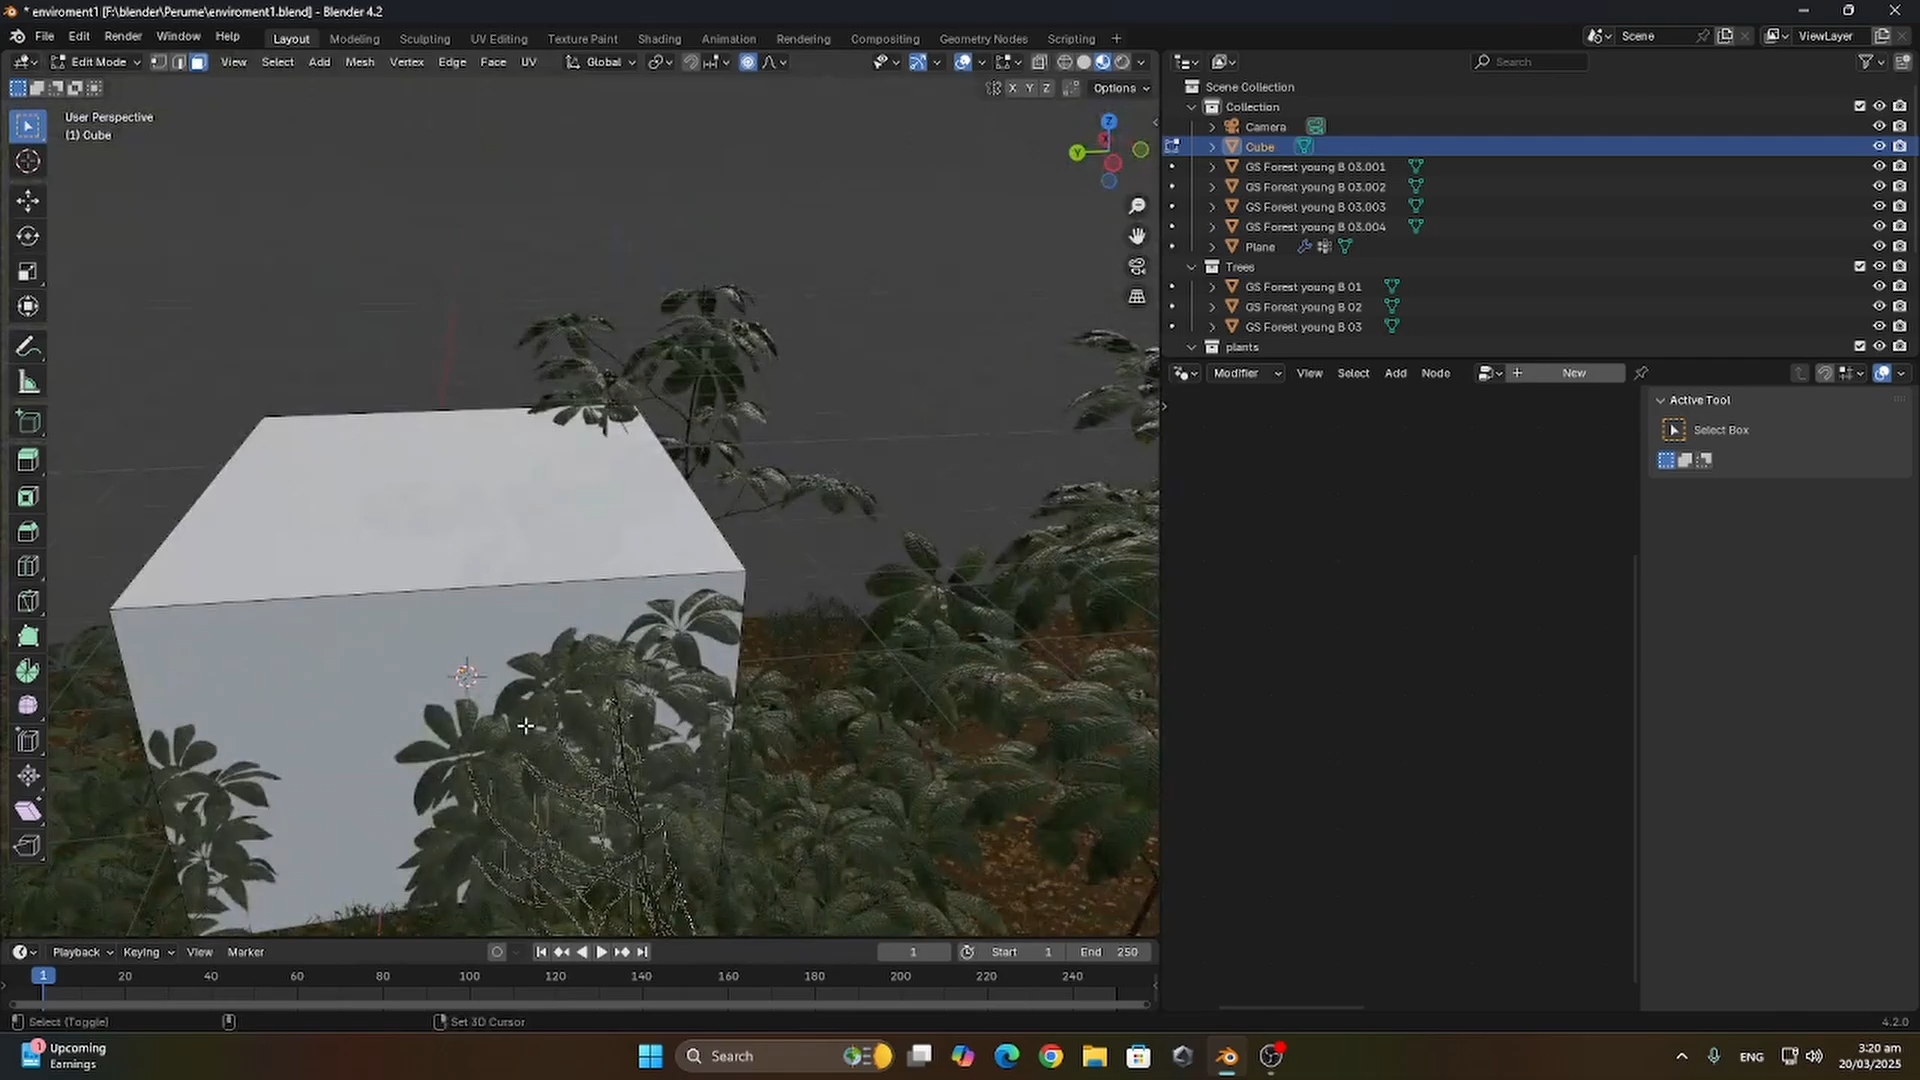 * enviroment1 [F:\blender\Perume\enviroment1.blend] - Blender 4.2
File Edit Render Window Help
Layout Modeling Sculpting UV Editing Texture Paint Shading Animation Rendering Compositing Geometry Nodes Scripting +
Scene
ViewLayer
Edit Mode View Select Add Mesh Vertex Edge Face UV
Global
X Y Z Options
User Perspective
(1) Cube
Z
X
Y
Search
Scene Collection
Collection
Camera
Cube
GS Forest young B 03.001
GS Forest young B 03.002
GS Forest young B 03.003
GS Forest young B 03.004
Plane
Trees
GS Forest young B 01
GS Forest young B 02
GS Forest young B 03
plants
Modifier View Select Add Node
+ New
Active Tool
Select Box
Playback Keying View Marker
1
Start 1
End 250
1 20 40 60 80 100 120 140 160 180 200 220 240
Select (Toggle)
Set 3D Cursor
4.2.0
1
Upcoming
Earnings
Search
ENG
3:20 am
20/03/2025